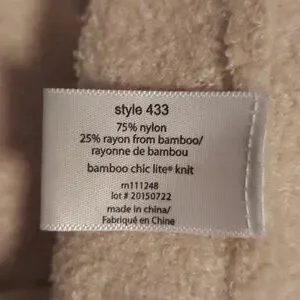 style 433
75% nylon
25% rayon from bamboo/
rayonne de bambou
bamboo chic lite® knit
rn111248
lot # 20150722
made in china/
Fabriqué en Chine